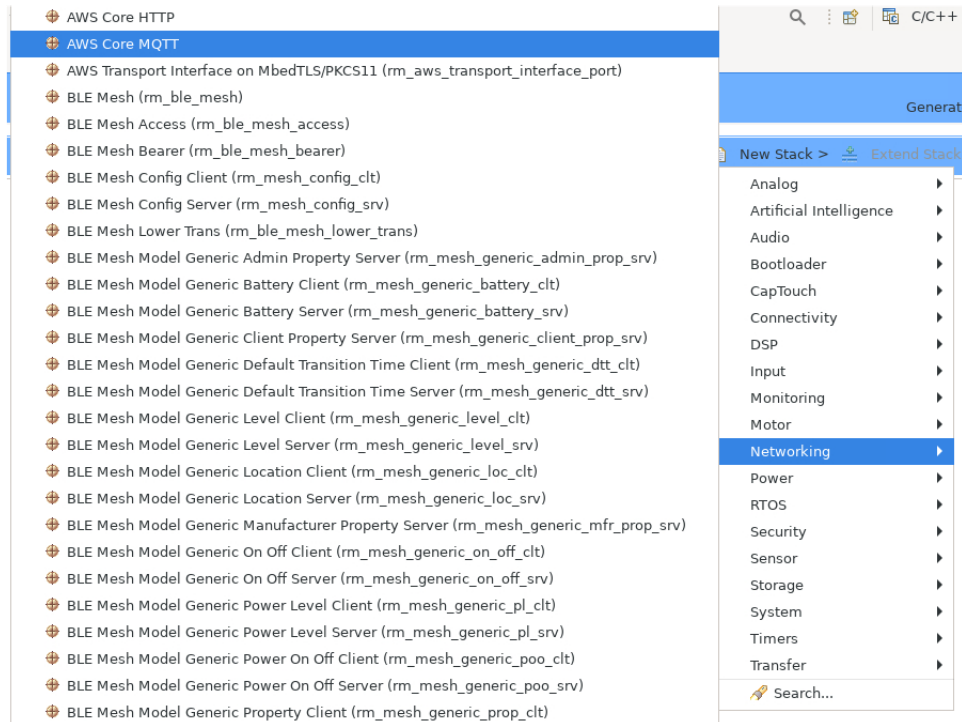 AWS Core HTTP
AWS Core MQTT
AWS Transport Interface on MbedTLS/PKCS11 (rm_aws_transport_interface_port)
BLE Mesh (rm_ble_mesh)
BLE Mesh Access (rm_ble_mesh_access)
BLE Mesh Bearer (rm_ble_mesh_bearer)
BLE Mesh Config Client (rm_mesh_config_clt)
BLE Mesh Config Server (rm_mesh_config_srv)
BLE Mesh Lower Trans (rm_ble_mesh_lower_trans)
BLE Mesh Model Generic Admin Property Server (rm_mesh_generic_admin_prop_srv)
BLE Mesh Model Generic Battery Client (rm_mesh_generic_battery_clt)
BLE Mesh Model Generic Battery Server (rm_mesh_generic_battery_srv)
BLE Mesh Model Generic Client Property Server (rm_mesh_generic_client_prop_srv)
BLE Mesh Model Generic Default Transition Time Client (rm_mesh_generic_dtt_clt)
BLE Mesh Model Generic Default Transition Time Server (rm_mesh_generic_dtt_srv)
BLE Mesh Model Generic Level Client (rm_mesh_generic_level_clt)
BLE Mesh Model Generic Level Server (rm_mesh_generic_level_srv)
BLE Mesh Model Generic Location Client (rm_mesh_generic_loc_clt)
BLE Mesh Model Generic Location Server (rm_mesh_generic_loc_srv)
BLE Mesh Model Generic Manufacturer Property Server (rm_mesh_generic_mfr_prop_srv)
BLE Mesh Model Generic On Off Client (rm_mesh_generic_on_off_clt)
BLE Mesh Model Generic On Off Server (rm_mesh_generic_on_off_srv)
BLE Mesh Model Generic Power Level Client (rm_mesh_generic_pl_clt)
BLE Mesh Model Generic Power Level Server (rm_mesh_generic_pl_srv)
BLE Mesh Model Generic Power On Off Client (rm_mesh_generic_poo_clt)
BLE Mesh Model Generic Power On Off Server (rm_mesh_generic_poo_srv)
BLE Mesh Model Generic Property Client (rm_mesh_generic_prop_clt)
C/C++
Generat
New Stack > Extend Stack
Analog
Artificial Intelligence
Audio
Bootloader
CapTouch
Connectivity
DSP
Input
Monitoring
Motor
Networking
Power
RTOS
Security
Sensor
Storage
System
Timers
Transfer
Search...